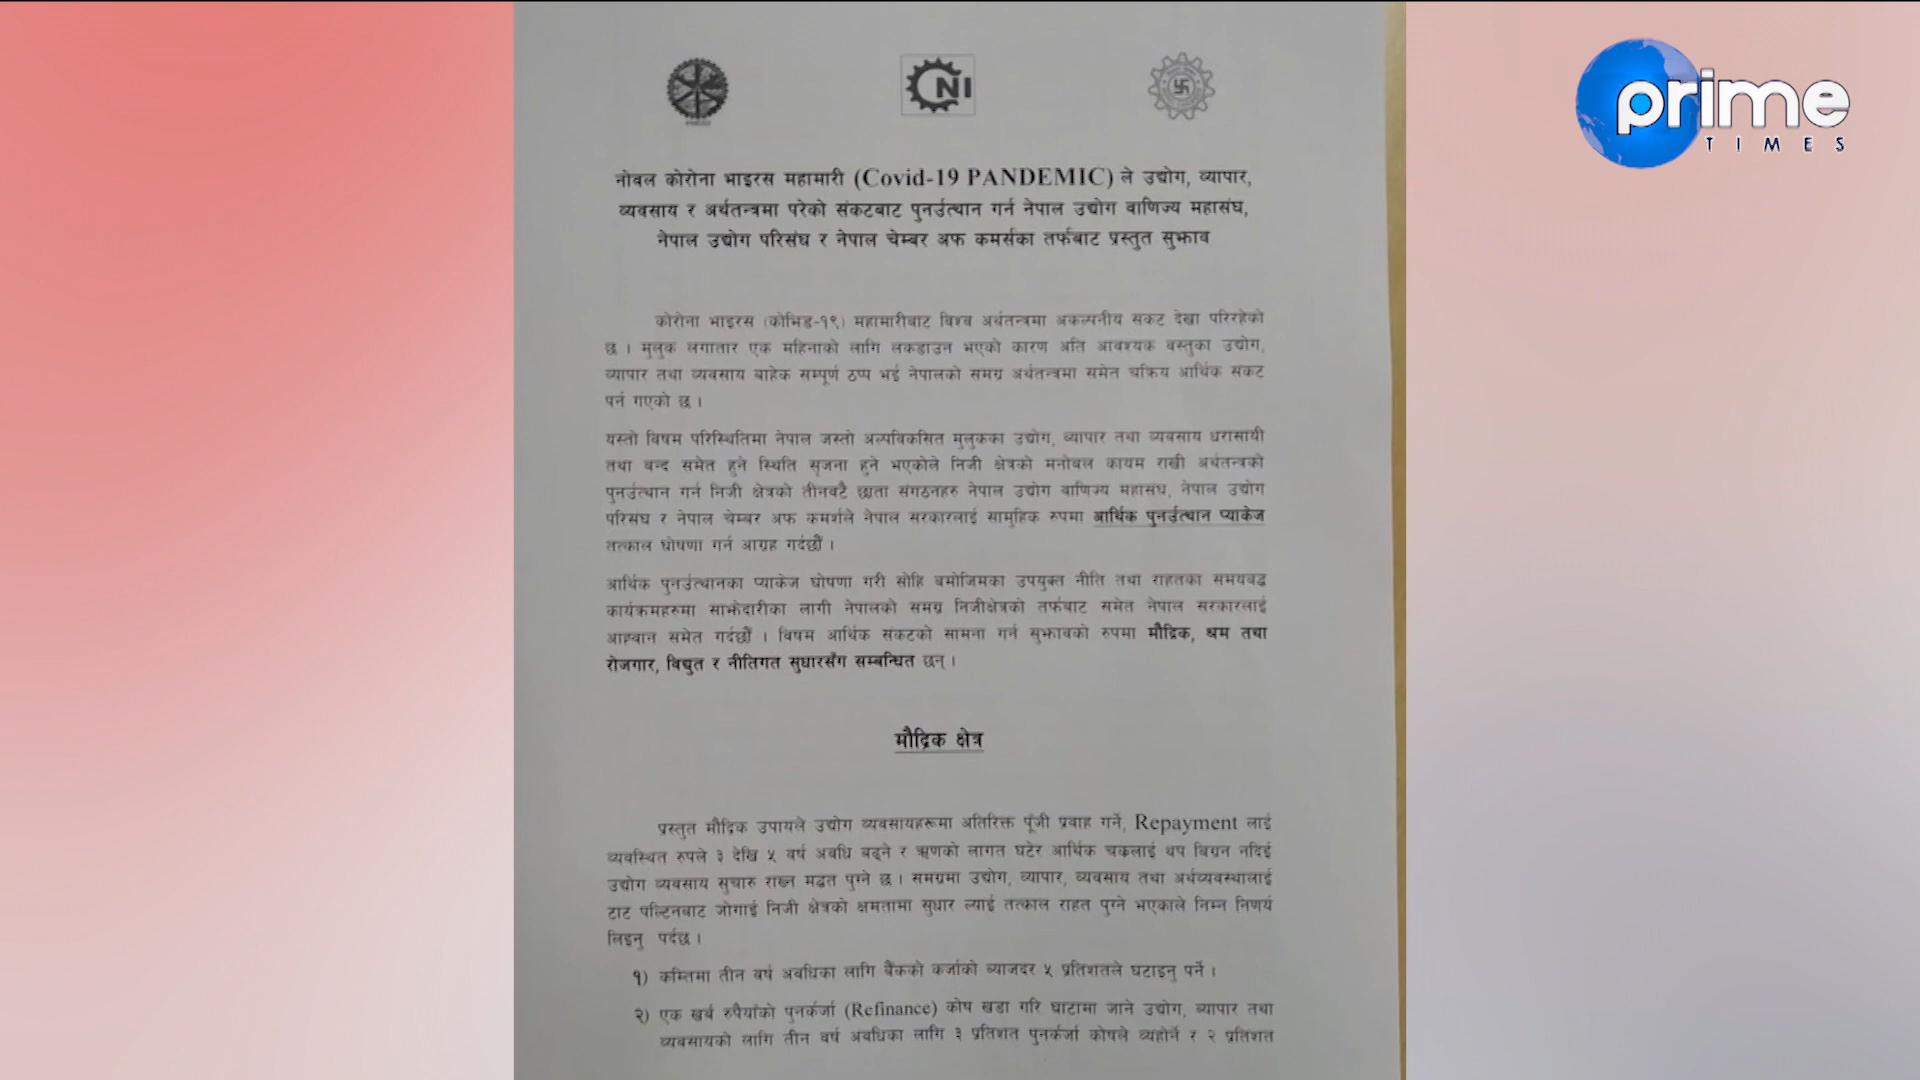 prime
TIMES
CNI
नोबल कोरोना भाइरस महामारी (Covid-19 PANDEMIC) ले उद्योग, व्यापार,
व्यवसाय र अर्थतन्त्रमा परेको संकटबाट पुनर्उत्थान गर्न नेपाल उद्योग वाणिज्य महासंघ,
नेपाल उद्योग परिसंघ र नेपाल चेम्बर अफ कमर्सका तर्फबाट प्रस्तुत सुझाव
कोरोना भाइरस (कोभिड-१९) महामारीबाट विश्व अर्थतन्त्रमा अकल्पनीय संकट देखा परिरहेको
छ । मुलुक लगातार एक महिनाको लागि लकडाउन भएको कारण अति आवश्यक वस्तुका उद्योग,
व्यापार तथा व्यवसाय बाहेक सम्पूर्ण ठप्प भई नेपालको समग्र अर्थतन्त्रमा समेत चक्रिय आर्थिक संकट
पर्न गएको छ ।
यस्तो विषम परिस्थितिमा नेपाल जस्तो अल्पविकसित मुलुकका उद्योग, व्यापार तथा व्यवसाय धरासायी
तथा बन्द समेत हुने स्थिति सृजना हुने भएकोले निजी क्षेत्रको मनोबल कायम राखी अर्थतन्त्रको
पुनर्उत्थान गर्न निजी क्षेत्रको तीनवटै छाता संगठनहरु नेपाल उद्योग वाणिज्य महासंघ, नेपाल उद्योग
परिसंघ र नेपाल चेम्बर अफ कमर्शले नेपाल सरकारलाई सामुहिक रूपमा आर्थिक पुनर्उत्थान प्याकेज
तत्काल घोषणा गर्न आग्रह गर्दछौं ।
आर्थिक पुनर्उत्थानका प्याकेज घोषणा गरी सोहि बमोजिमका उपयुक्त नीति तथा राहतका समयबद्ध
कार्यक्रमहरुमा साझेदारीका लागी नेपालको समग्र निजीक्षेत्रको तर्फबाट समेत नेपाल सरकारलाई
आह्वान समेत गर्दछौं । विषम आर्थिक संकटको सामना गर्न सुझावको रुपमा मौद्रिक, श्रम तथा
रोजगार, विद्युत र नीतिगत सुधारसँग सम्बन्धित छन् ।
मौद्रिक क्षेत्र
प्रस्तुत मौद्रिक उपायले उद्योग व्यवसायहरूमा अतिरिक्त पूँजी प्रवाह गर्ने, Repayment लाई
व्यवस्थित रुपले ३ देखि ५ वर्ष अवधि बढ्ने र ऋणको लागत घटेर आर्थिक चक्रलाई थप बिग्रन नदिई
उद्योग व्यवसाय सुचारु राख्न मद्धत पुग्ने छ । समग्रमा उद्योग, व्यापार, व्यवसाय तथा अर्थव्यवस्थालाई
टाट पल्टिनबाट जोगाई निजी क्षेत्रको क्षमतामा सुधार ल्याई तत्काल राहत पुग्ने भएकाले निम्न निर्णय
लिइनु पर्दछ ।
१) कम्तिमा तीन वर्ष अवधिका लागि बैंकको कर्जाको ब्याजदर ५ प्रतिशतले घटाइनु पर्ने ।
२) एक खर्ब रुपैयाँको पुनर्कर्जा (Refinance) कोष खडा गरि घाटामा जाने उद्योग, ब्यापार तथा
व्यवसायको लागि तीन वर्ष अवधिका लागि ३ प्रतिशत पुनर्कर्जा कोषले व्यहोर्ने र २ प्रतिशत